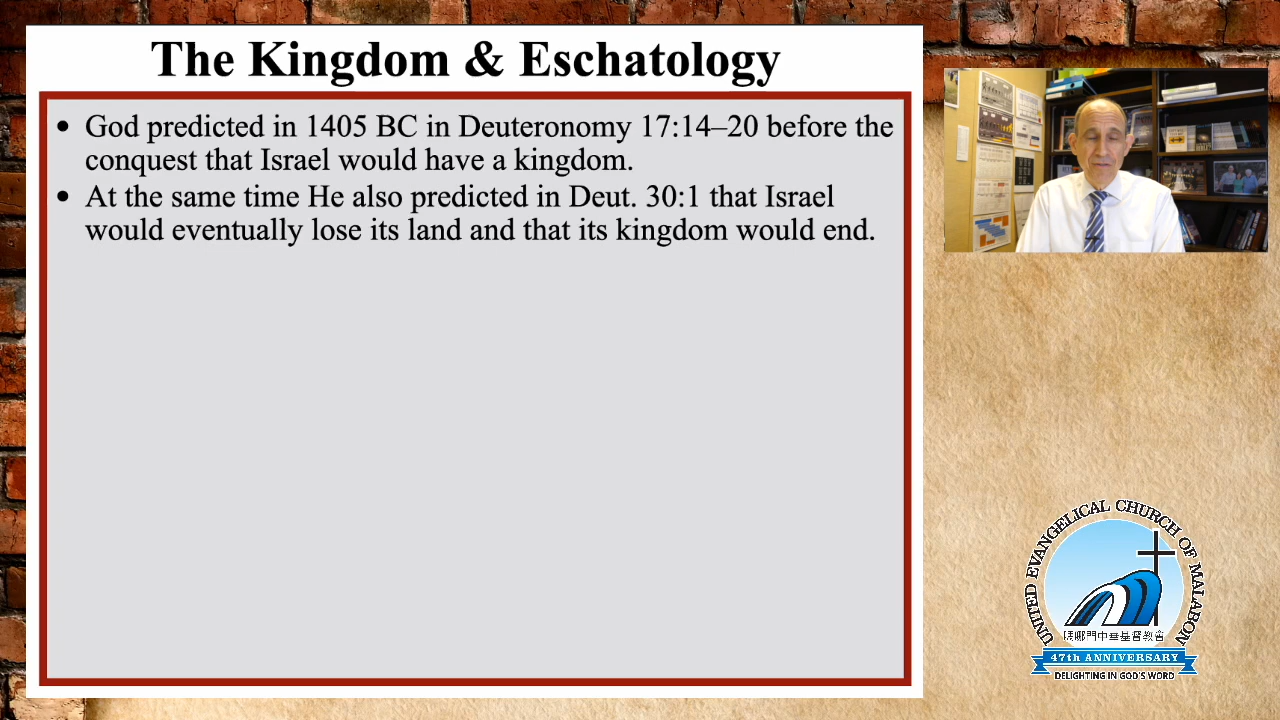 The Kingdom & Eschatology
• God predicted in 1405 BC in Deuteronomy 17:14–20 before the
conquest that Israel would have a kingdom.
• At the same time He also predicted in Deut. 30:1 that Israel
would eventually lose its land and that its kingdom would end.
UNITED EVANGELICAL CHURCH OF MALABON
47th ANNIVERSARY
DELIGHTING IN GOD'S WORD